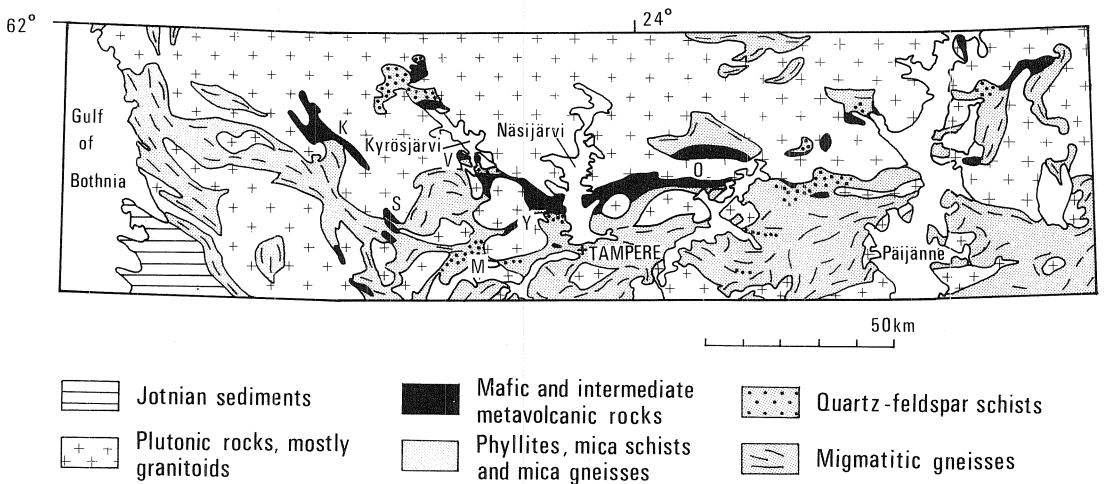 62°
24°
Gulf
of
Bothnia
K
Kyrösjärvi
V
Näsijärvi
O
S
Y
M
TAMPERE
Päijänne
50km
Jotnian sediments
Plutonic rocks, mostly
granitoids
Mafic and intermediate
metavolcanic rocks
Phyllites, mica schists
and mica gneisses
Quartz-feldspar schists
Migmatitic gneisses